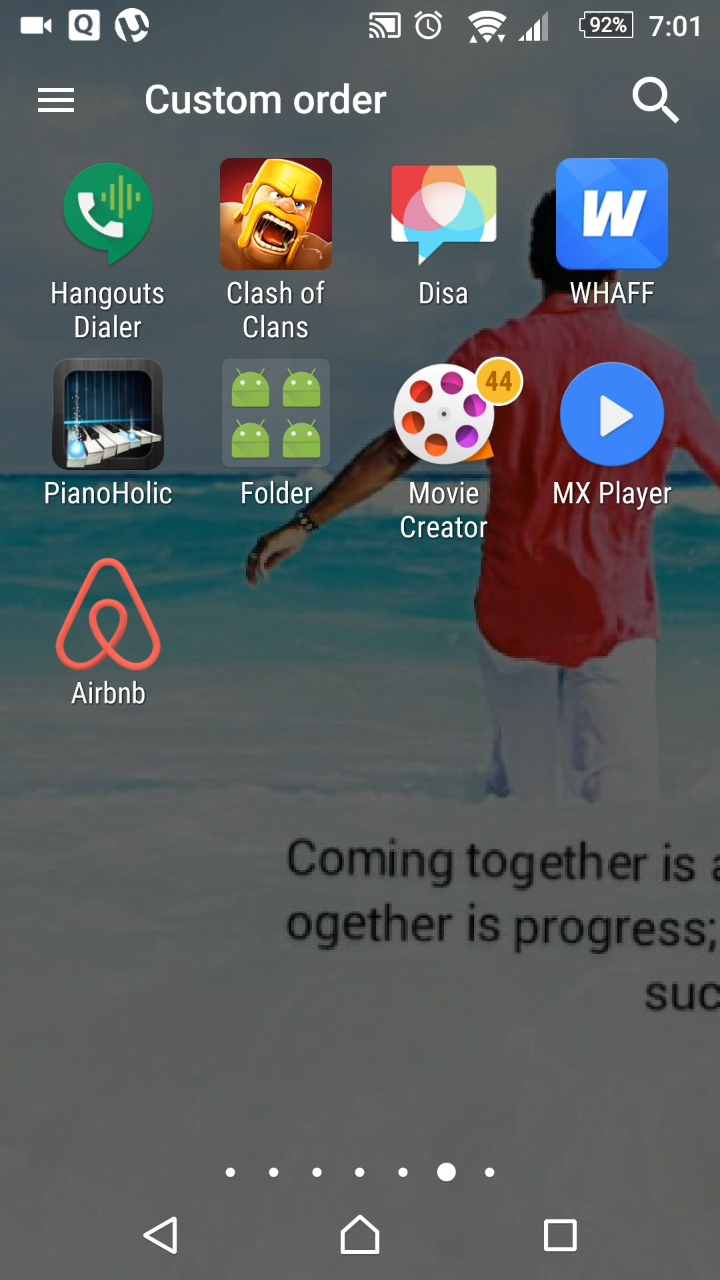 92% 7:01
Custom order
Hangouts Dialer
Clash of Clans
Disa
W
WHAFF
PianoHolic
Folder
44
Movie Creator
MX Player
Airbnb
Coming together is a
ogether is progress;
suc